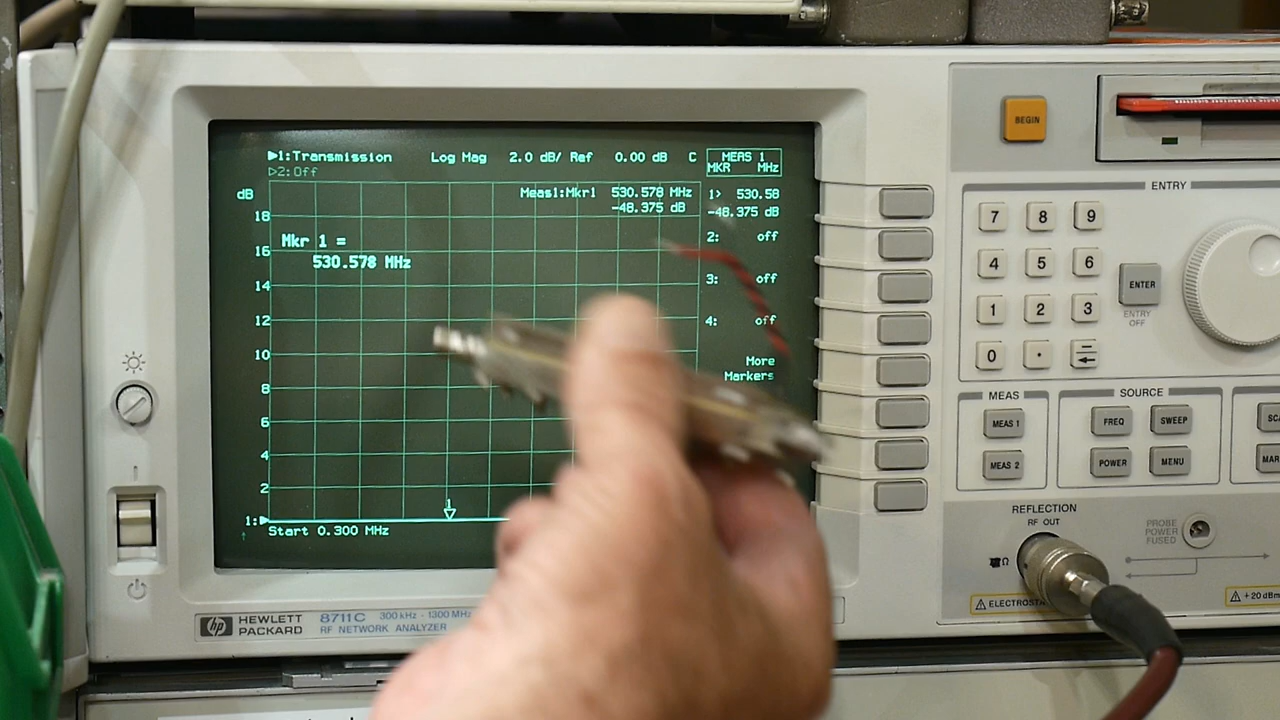 ▶1:Transmission Log Mag 2.0 dB/ Ref 0.00 dB C
▷2:Off
MEAS 1
MKR MHz
dB
Meas1:Mkr1 530.578 MHz
-48.375 dB
1> 530.58
-48.375 dB
2: off
3: off
4: off
More
Markers
Mkr 1 =
530.578 MHz
18
16
14
12
10
8
6
4
2
1:▶
1
Start 0.300 MHz
hp HEWLETT
PACKARD
8711C 300 kHz - 1300 MHz
RF NETWORK ANALYZER
BEGIN
ENTRY
7 8 9
4 5 6
1 2 3
0 . –
ENTER
ENTRY
OFF
MEAS
MEAS 1
MEAS 2
SOURCE
FREQ SWEEP
POWER MENU
MAR
REFLECTION
RF OUT
PROBE
POWER
FUSED
Ω
ELECTROSTA
+20 dBm